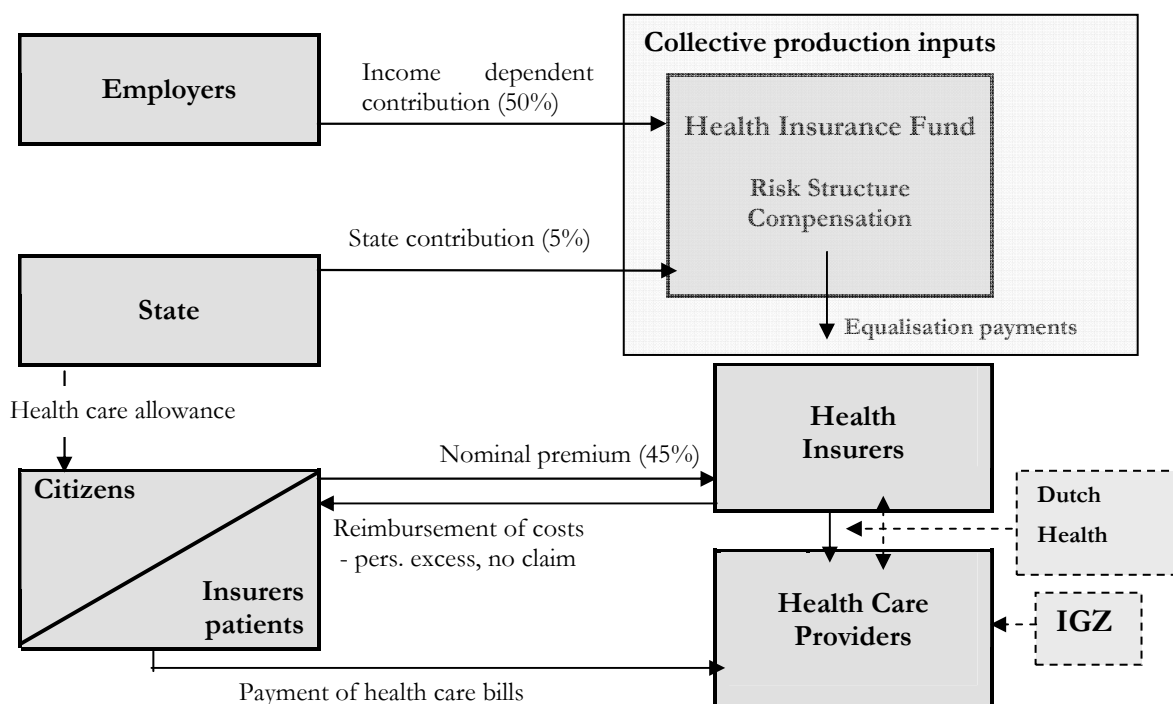 Collective production inputs
Employers
Income dependent
contribution (50%)
Health Insurance Fund
Risk Structure
Compensation
State contribution (5%)
State
Equalisation payments
Health care allowance
Health
Insurers
Nominal premium (45%)
Citizens
Reimbursement of costs
- pers. excess, no claim
Insurers
patients
Dutch
Health
Health Care
Providers
IGZ
Payment of health care bills